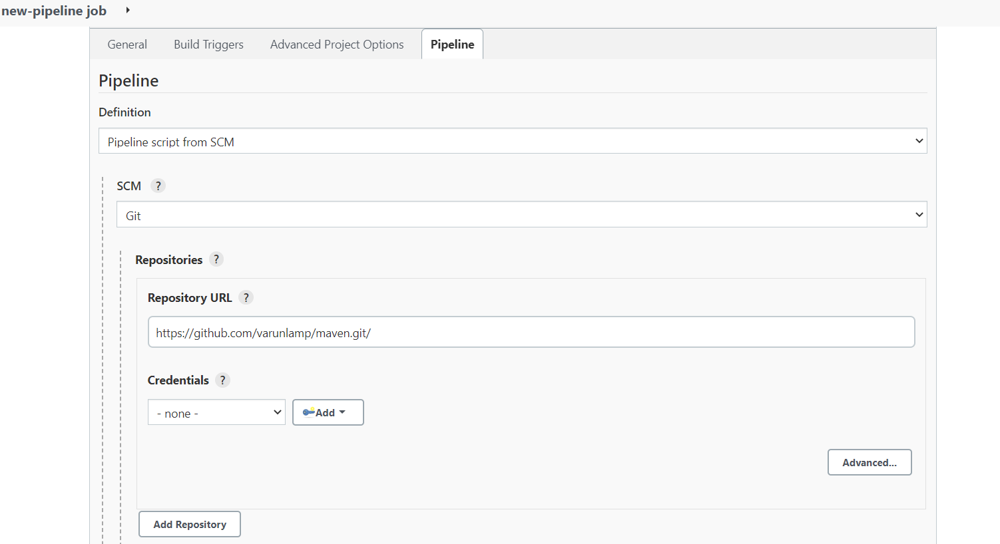 new-pipeline job
General Build Triggers Advanced Project Options Pipeline
Pipeline
Definition
Pipeline script from SCM
SCM ?
Git
Repositories ?
Repository URL ?
https://github.com/varunlamp/maven.git/
Credentials ?
- none - Add
Advanced...
Add Repository